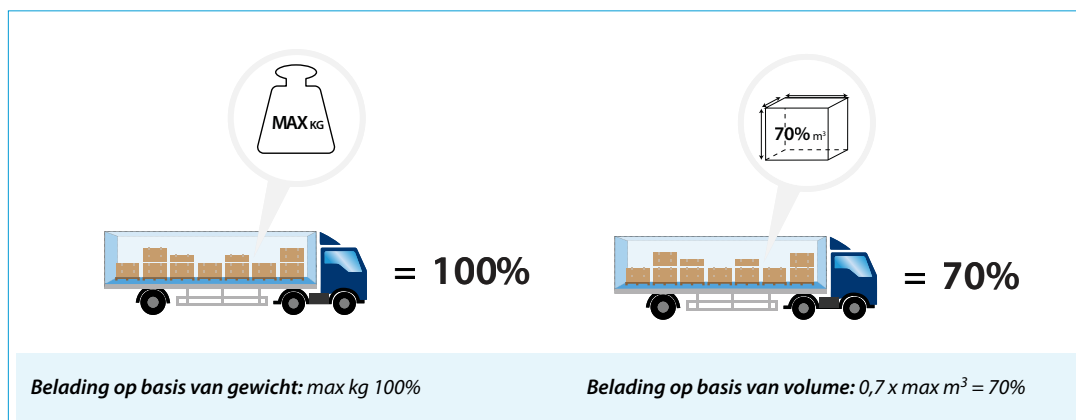 MAX KG
70% m³
= 100%
= 70%
Belading op basis van gewicht: max kg 100%
Belading op basis van volume: 0,7 x max m³ = 70%